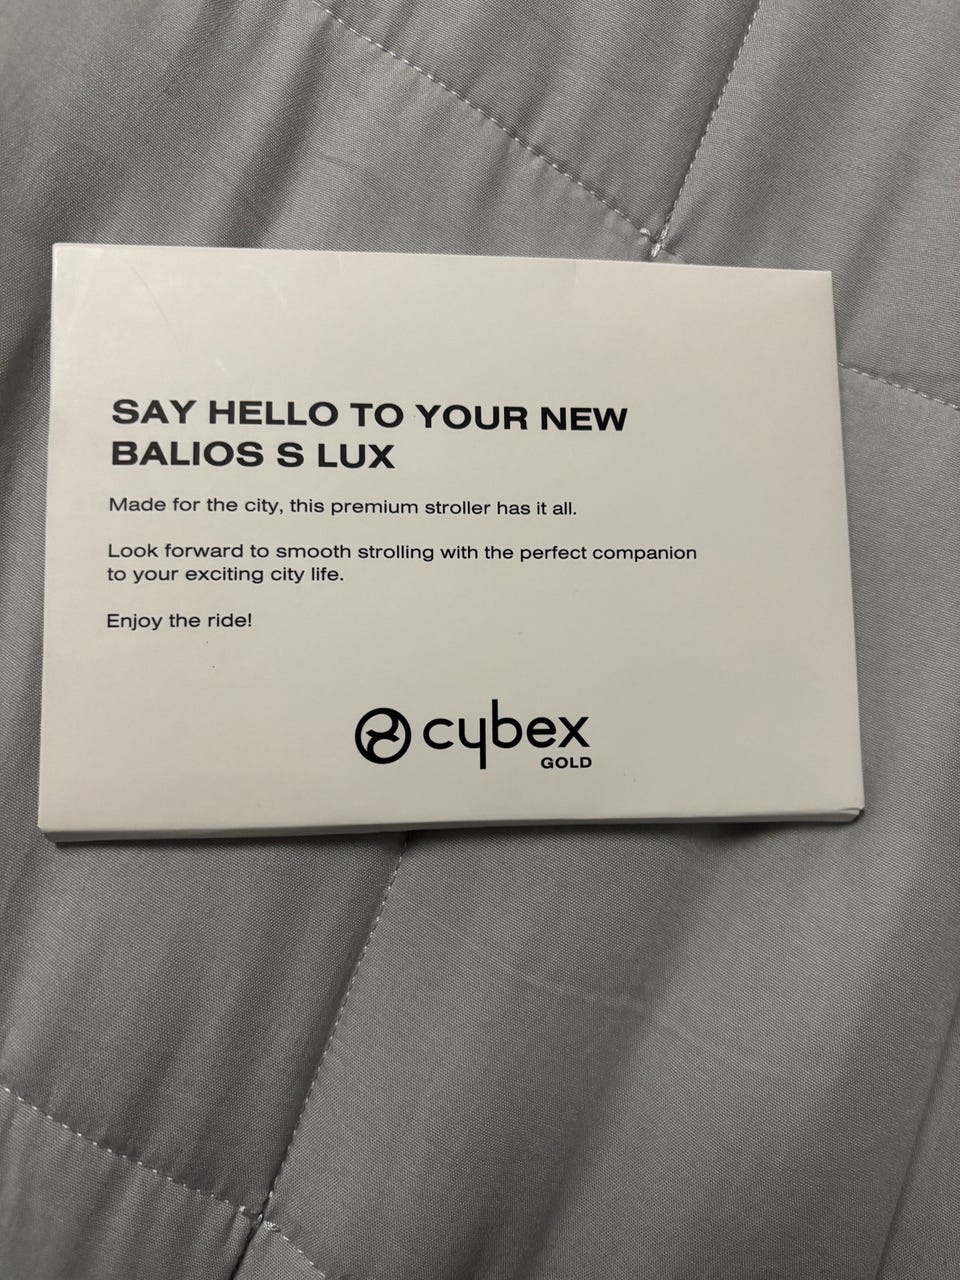 SAY HELLO TO YOUR NEW
BALIOS S LUX
Made for the city, this premium stroller has it all.
Look forward to smooth strolling with the perfect companion
to your exciting city life.
Enjoy the ride!
cybex
GOLD